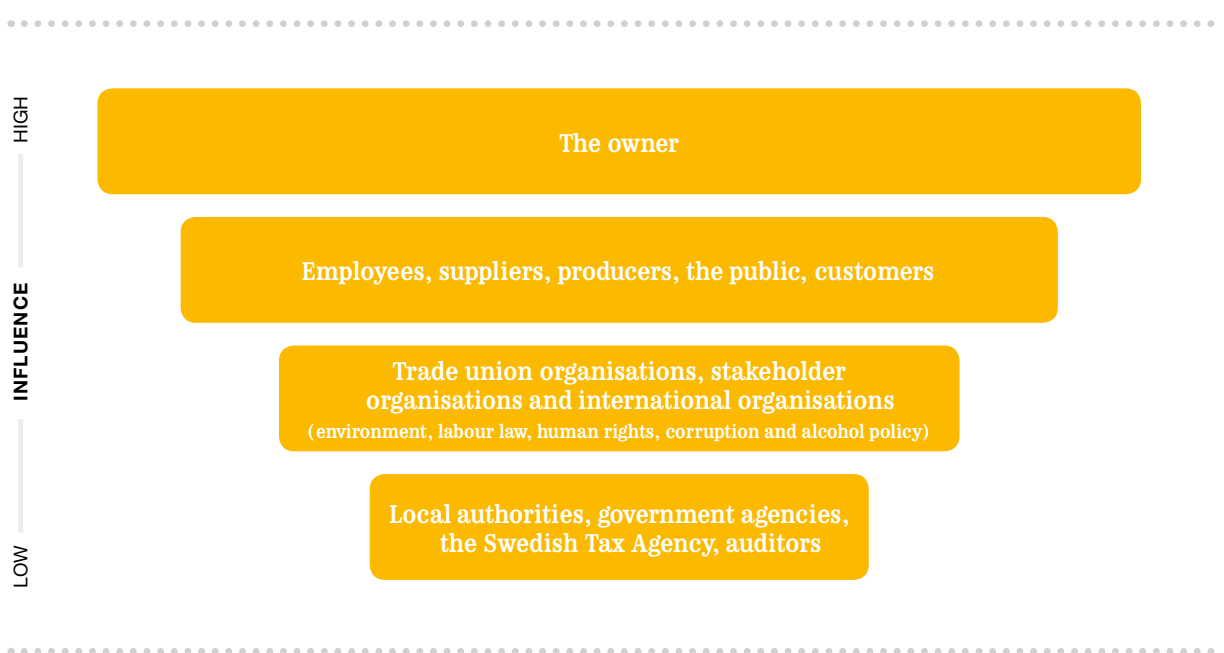 HIGH
The owner
Employees, suppliers, producers, the public, customers
INFLUENCE
Trade union organisations, stakeholder
organisations and international organisations
(environment, labour law, human rights, corruption and alcohol policy)
Local authorities, government agencies,
the Swedish Tax Agency, auditors
LOW